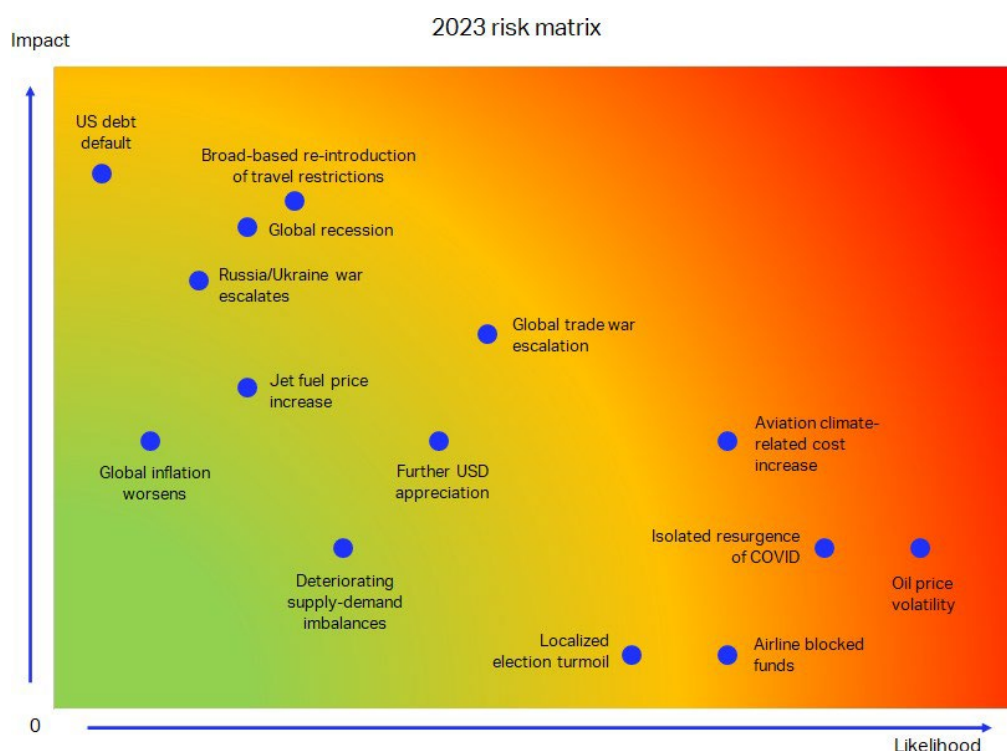 2023 risk matrix
Impact
US debt
default
Broad-based re-introduction
of travel restrictions
Global recession
Russia/Ukraine war
escalates
Global trade war
escalation
Jet fuel price
increase
Global inflation
worsens
Further USD
appreciation
Aviation climate-
related cost
increase
Isolated resurgence
of COVID
Oil price
volatility
Deteriorating
supply-demand
imbalances
Localized
election turmoil
Airline blocked
funds
0
Likelihood